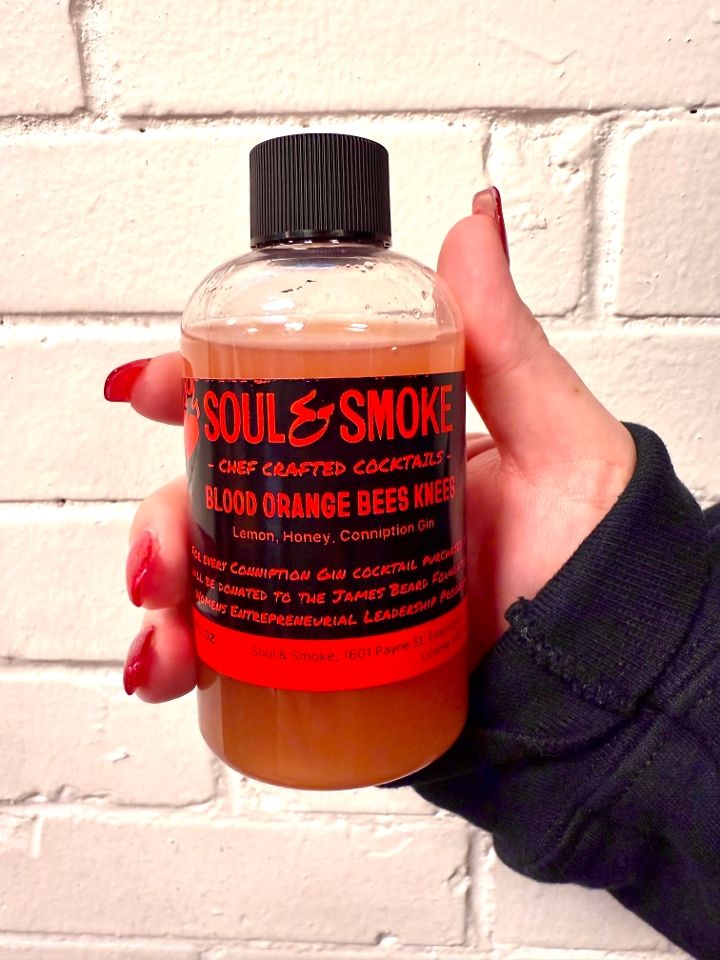 SOUL & SMOKE
- CHEF CRAFTED COCKTAILS -
BLOOD ORANGE BEES KNEES
Lemon, Honey, Conniption Gin
FOR EVERY CONNIPTION GIN COCKTAIL
WILL BE DONATED TO THE JAMES BEARD
WOMENS ENTREPRENEURIAL LEADERSHIP
OZ
Soul & Smoke, 1601 Payne St.